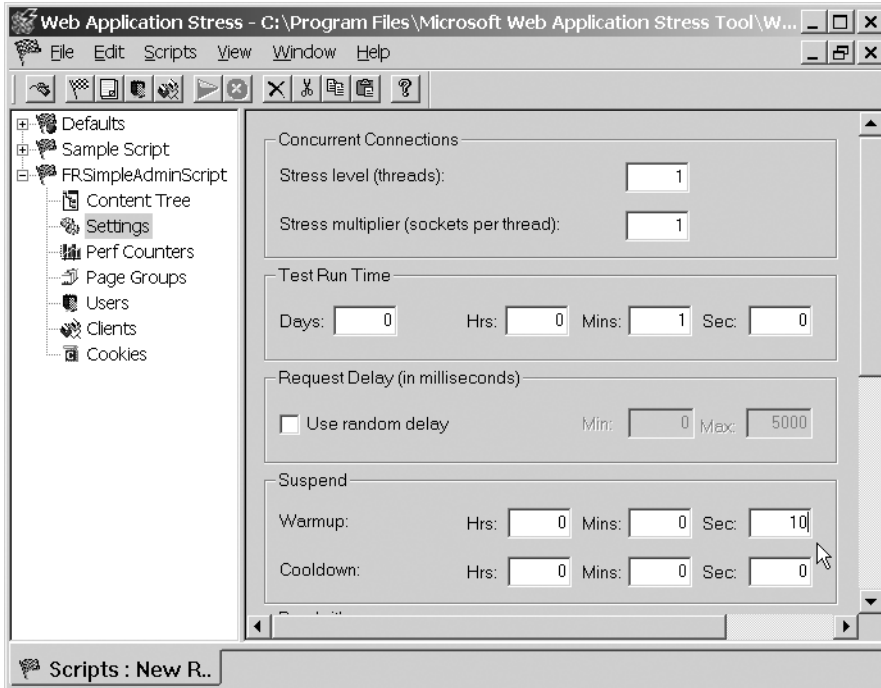 Web Application Stress - C:\Program Files\Microsoft Web Application Stress Tool\W...
File Edit Scripts View Window Help
Defaults
Sample Script
FRSimpleAdminScript
Content Tree
Settings
Perf Counters
Page Groups
Users
Clients
Cookies
Concurrent Connections
Stress level (threads): 1
Stress multiplier (sockets per thread): 1
Test Run Time
Days: 0 Hrs: 0 Mins: 1 Sec: 0
Request Delay (in milliseconds)
Use random delay Min: 0 Max: 5000
Suspend
Warmup: Hrs: 0 Mins: 0 Sec: 10
Cooldown: Hrs: 0 Mins: 0 Sec: 0
Scripts : New R..